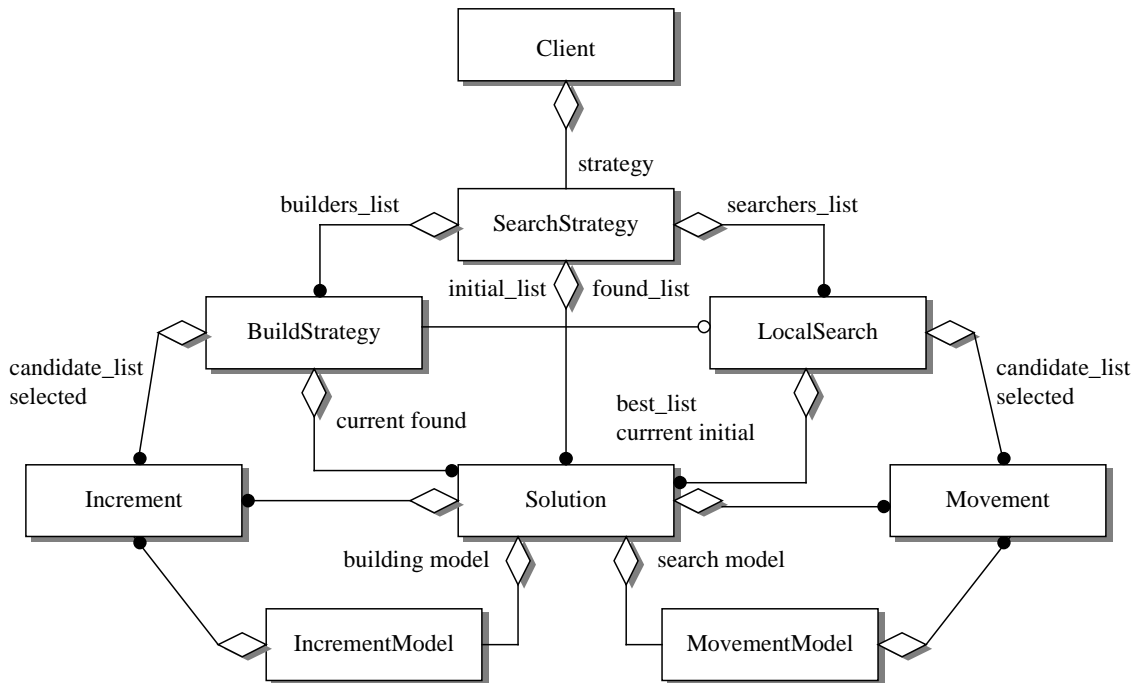 Client
strategy
builders_list
SearchStrategy
searchers_list
initial_list
found_list
BuildStrategy
LocalSearch
candidate_list
selected
current found
best_list
currrent initial
candidate_list
selected
Increment
Solution
Movement
building model
search model
IncrementModel
MovementModel